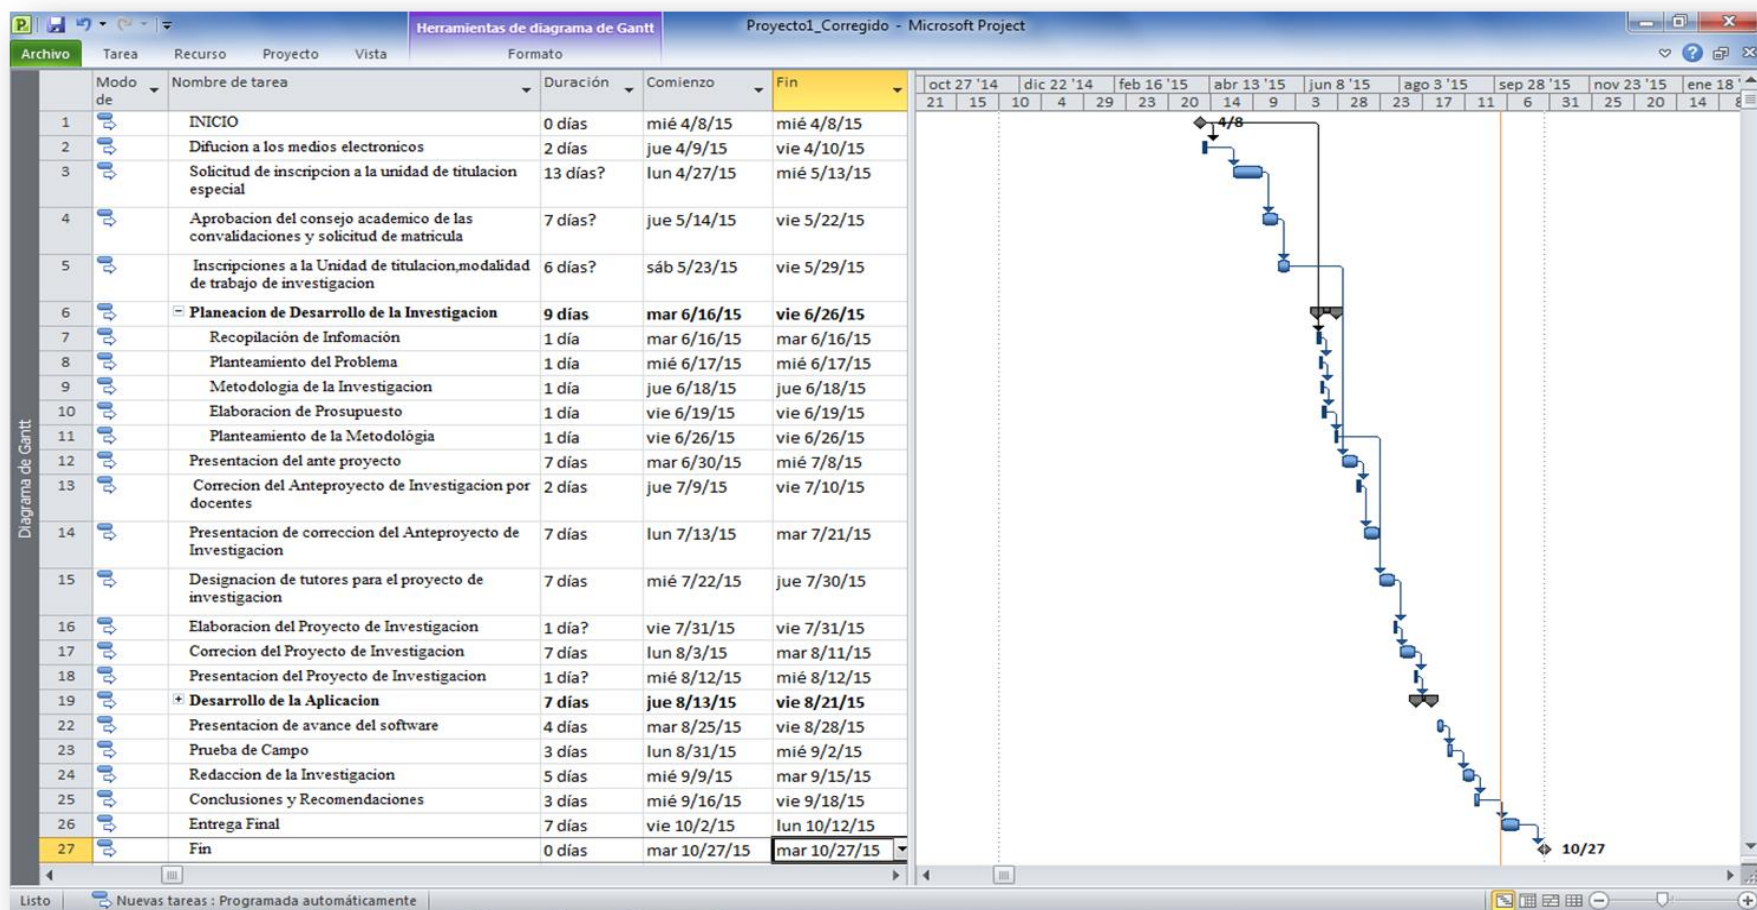 Herramientas de diagrama de Gantt
Proyecto1_Corregido - Microsoft Project
Archivo Tarea Recurso Proyecto Vista Formato
Modo de Nombre de tarea Duración Comienzo Fin
oct 27 '14 dic 22 '14 feb 16 '15 abr 13 '15 jun 8 '15 ago 3 '15 sep 28 '15 nov 23 '15 ene 18 '
21 15 10 4 29 23 20 14 9 3 28 23 17 11 6 31 25 20 14 8
1 INICIO 0 días mié 4/8/15 mié 4/8/15
4/8
2 Difucion a los medios electronicos 2 días jue 4/9/15 vie 4/10/15
3 Solicitud de inscripcion a la unidad de titulacion 13 días? lun 4/27/15 mié 5/13/15
especial
4 Aprobacion del consejo academico de las 7 días? jue 5/14/15 vie 5/22/15
convalidaciones y solicitud de matricula
5 Inscripciones a la Unidad de titulacion,modalidad 6 días? sáb 5/23/15 vie 5/29/15
de trabajo de investigacion
6 Planeacion de Desarrollo de la Investigacion 9 días mar 6/16/15 vie 6/26/15
7 Recopilación de Infomación 1 día mar 6/16/15 mar 6/16/15
8 Planteamiento del Problema 1 día mié 6/17/15 mié 6/17/15
9 Metodologia de la Investigacion 1 día jue 6/18/15 jue 6/18/15
10 Elaboracion de Prosupuesto 1 día vie 6/19/15 vie 6/19/15
11 Planteamiento de la Metodológia 1 día vie 6/26/15 vie 6/26/15
12 Presentacion del ante proyecto 7 días mar 6/30/15 mié 7/8/15
13 Correcion del Anteproyecto de Investigacion por 2 días jue 7/9/15 vie 7/10/15
docentes
14 Presentacion de correccion del Anteproyecto de 7 días lun 7/13/15 mar 7/21/15
Investigacion
15 Designacion de tutores para el proyecto de 7 días mié 7/22/15 jue 7/30/15
investigacion
16 Elaboracion del Proyecto de Investigacion 1 día? vie 7/31/15 vie 7/31/15
17 Correcion del Proyecto de Investigacion 7 días lun 8/3/15 mar 8/11/15
18 Presentacion del Proyecto de Investigacion 1 día? mié 8/12/15 mié 8/12/15
19 Desarrollo de la Aplicacion 7 días jue 8/13/15 vie 8/21/15
22 Presentacion de avance del software 4 días mar 8/25/15 vie 8/28/15
23 Prueba de Campo 3 días lun 8/31/15 mié 9/2/15
24 Redaccion de la Investigacion 5 días mié 9/9/15 mar 9/15/15
25 Conclusiones y Recomendaciones 3 días mié 9/16/15 vie 9/18/15
26 Entrega Final 7 días vie 10/2/15 lun 10/12/15
27 Fin 0 días mar 10/27/15 mar 10/27/15
10/27
Diagrama de Gantt
Listo Nuevas tareas : Programada automáticamente